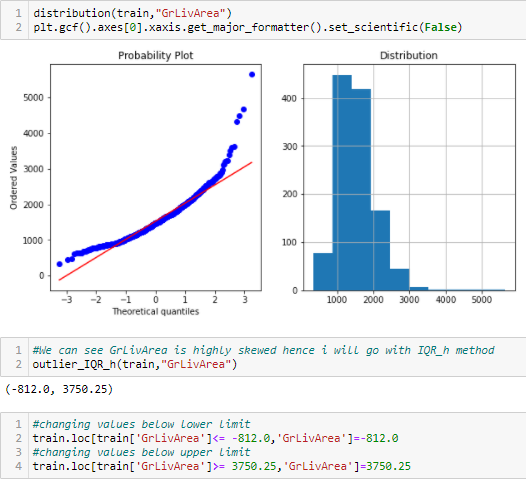 1 distribution(train,"GrLivArea")
2 plt.gcf().axes[0].xaxis.get_major_formatter().set_scientific(False)
Probability Plot
Ordered Values
5000
4000
3000
2000
1000
0
−3 −2 −1 0 1 2 3
Theoretical quantiles
Distribution
400
300
200
100
0
1000 2000 3000 4000 5000
1 #We can see GrLivArea is highly skewed hence i will go with IQR_h method
2 outlier_IQR_h(train,"GrLivArea")
(-812.0, 3750.25)
1 #changing values below lower limit
2 train.loc[train['GrLivArea']<= -812.0,'GrLivArea']=-812.0
3 #changing values below upper limit
4 train.loc[train['GrLivArea']>= 3750.25,'GrLivArea']=3750.25